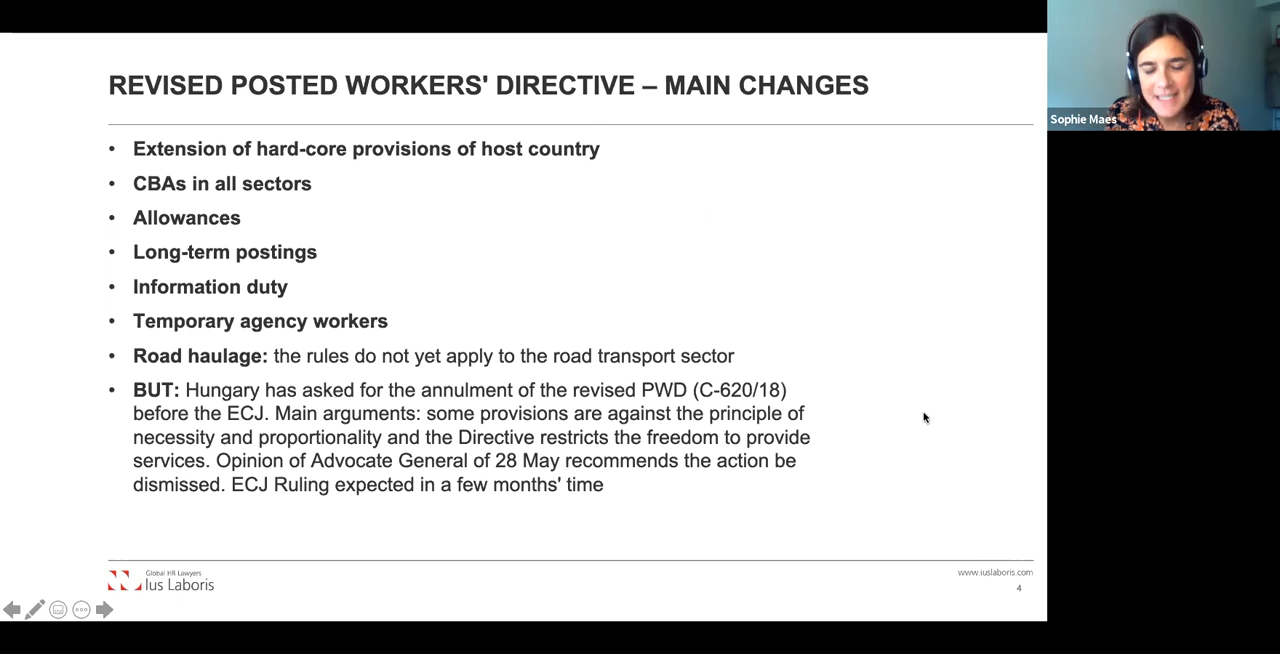 REVISED POSTED WORKERS' DIRECTIVE – MAIN CHANGES
Sophie Maes
• Extension of hard-core provisions of host country
• CBAs in all sectors
• Allowances
• Long-term postings
• Information duty
• Temporary agency workers
• Road haulage: the rules do not yet apply to the road transport sector
• BUT: Hungary has asked for the annulment of the revised PWD (C-620/18)
before the ECJ. Main arguments: some provisions are against the principle of
necessity and proportionality and the Directive restricts the freedom to provide
services. Opinion of Advocate General of 28 May recommends the action be
dismissed. ECJ Ruling expected in a few months' time
Global HR Lawyers
Ius Laboris
www.iuslaboris.com
4